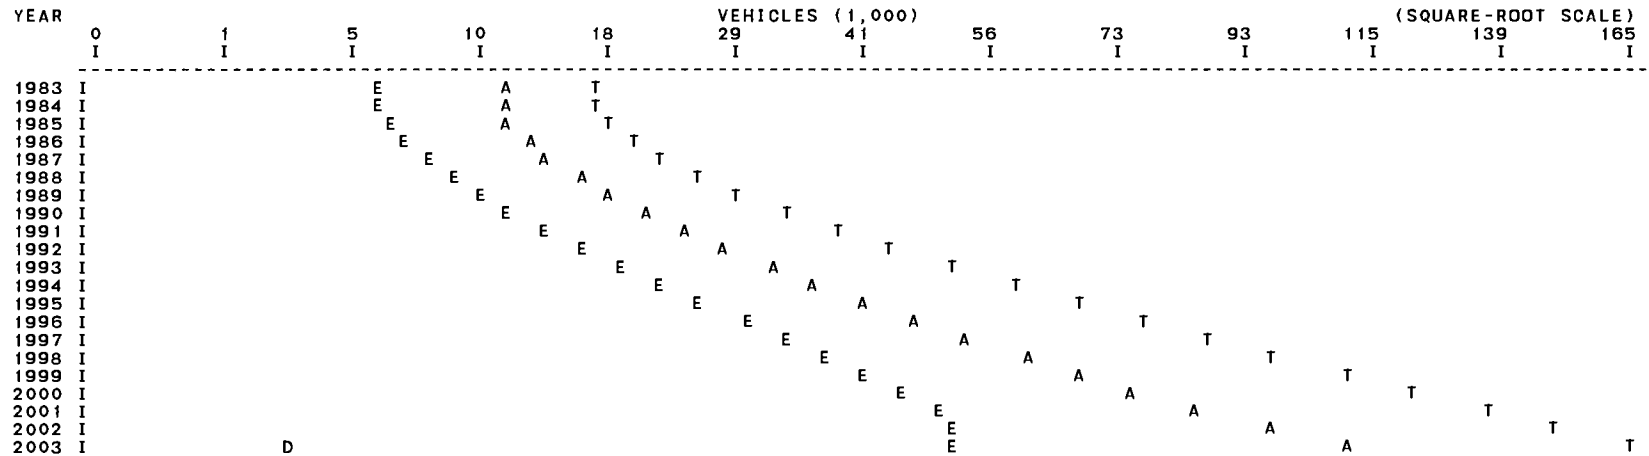 YEAR VEHICLES (1,000) (SQUARE-ROOT SCALE)
0 1 5 10 18 29 41 56 73 93 115 139 165
I I I I I I I I I I I I I
--------------------------------------------------------------------------------
1983 I E A T
1984 I E A T
1985 I E A T
1986 I E A T
1987 I E A T
1988 I E A T
1989 I E A T
1990 I E A T
1991 I E A T
1992 I E A T
1993 I E A T
1994 I E A T
1995 I E A T
1996 I E A T
1997 I E A T
1998 I E A T
1999 I E A T
2000 I E A T
2001 I E A T
2002 I E A T
2003 I D E A T